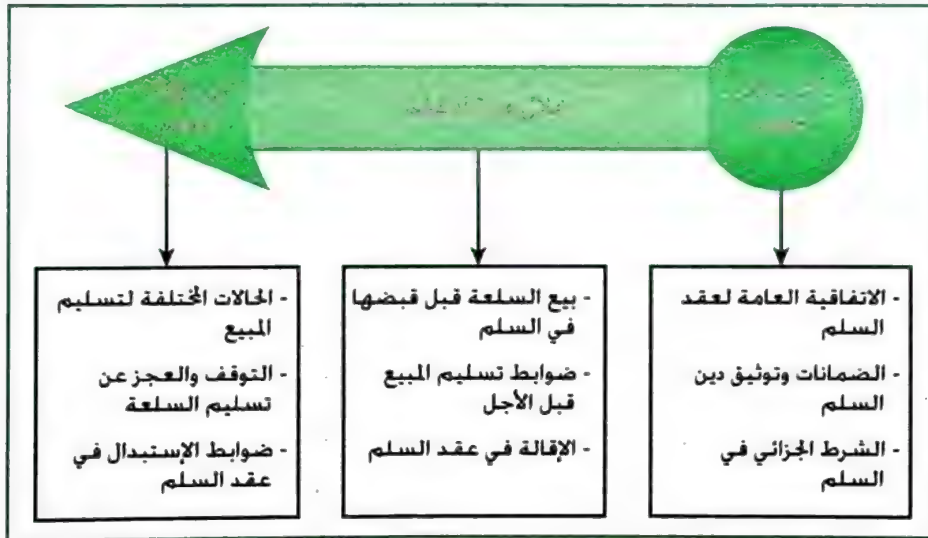 - الاتفاقية العامة لعقد
السلم
- الضمانات وتوثيق دين
السلم
- الشرط الجزائي في
السلم
- بيع السلعة قبل قبضها
في السلم
- ضوابط تسليم المبيع
قبل الأجل
- الإقالة في عقد السلم
- الحالات المختلفة لتسليم
المبيع
- التوقف والعجز عن
تسليم السلعة
- ضوابط الإستبدال في
عقد السلم